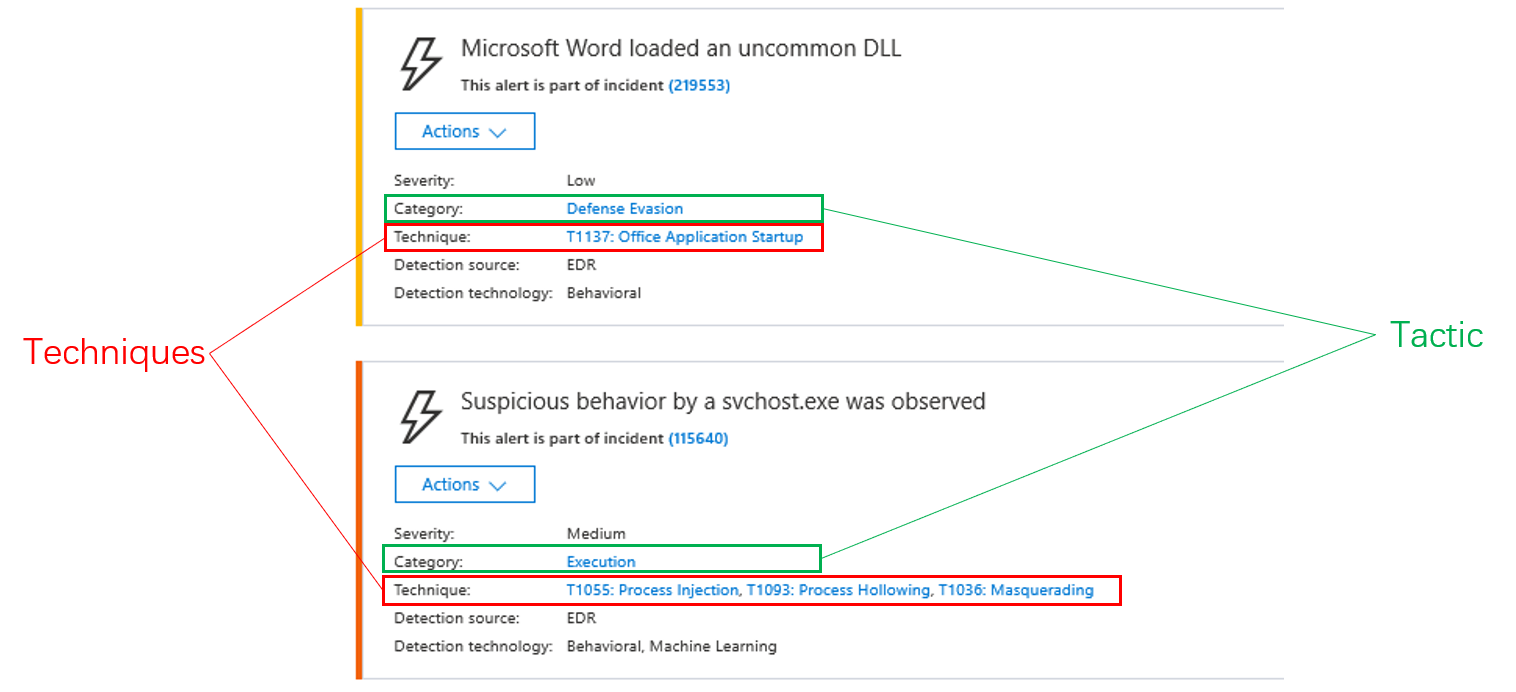 Microsoft Word loaded an uncommon DLL
This alert is part of incident (219553)
Actions
Severity: Low
Category: Defense Evasion
Technique: T1137: Office Application Startup
Detection source: EDR
Detection technology: Behavioral
Techniques
Tactic
Suspicious behavior by a svchost.exe was observed
This alert is part of incident (115640)
Actions
Severity: Medium
Category: Execution
Technique: T1055: Process Injection, T1093: Process Hollowing, T1036: Masquerading
Detection source: EDR
Detection technology: Behavioral, Machine Learning